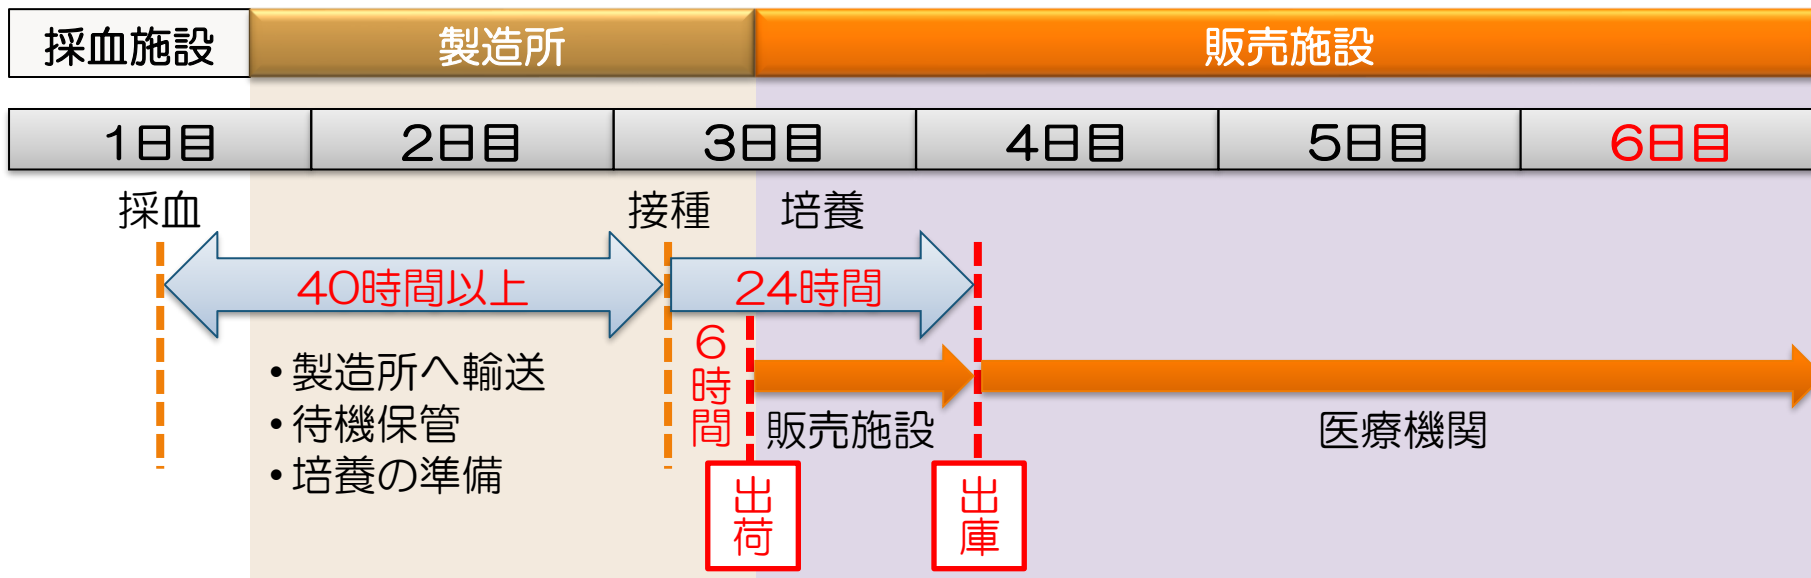 採血施設
製造所
販売施設
1日目
2日目
3日目
4日目
5日目
6日目
採血
接種
培養
40時間以上
24時間
6時間
• 製造所へ輸送
• 待機保管
• 培養の準備
販売施設
医療機関
出荷
出庫